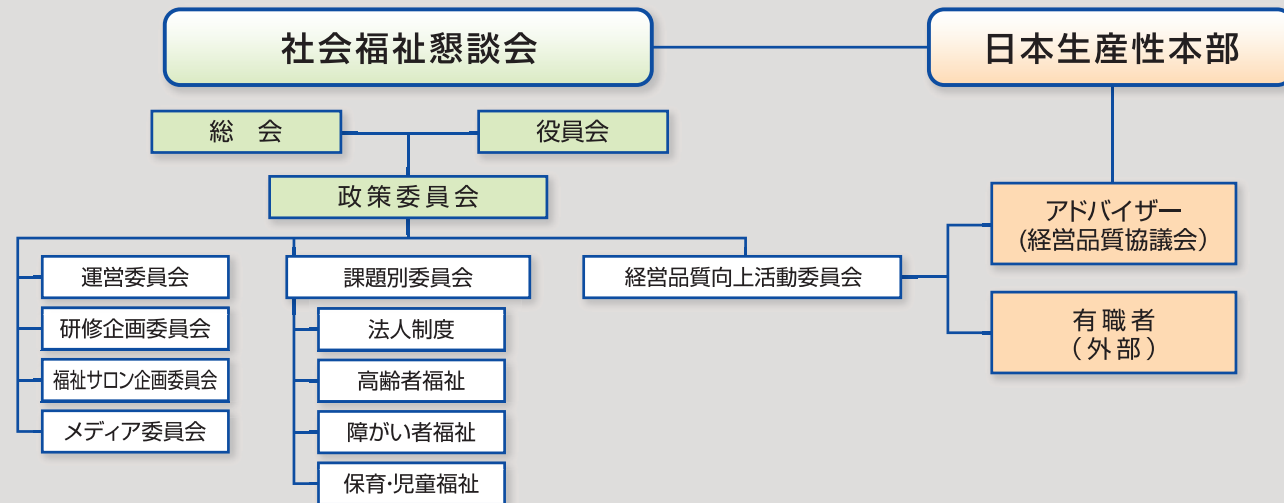 社会福祉懇談会
日本生産性本部
総　会
役員会
政策委員会
運営委員会
研修企画委員会
福祉サロン企画委員会
メディア委員会
課題別委員会
法人制度
高齢者福祉
障がい者福祉
保育・児童福祉
経営品質向上活動委員会
アドバイザー
(経営品質協議会)
有職者
(外部)